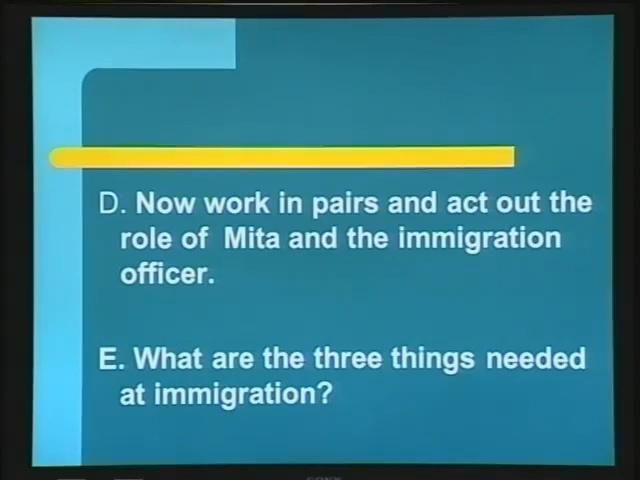 D. Now work in pairs and act out the
role of Mita and the immigration
officer.
E. What are the three things needed
at immigration?